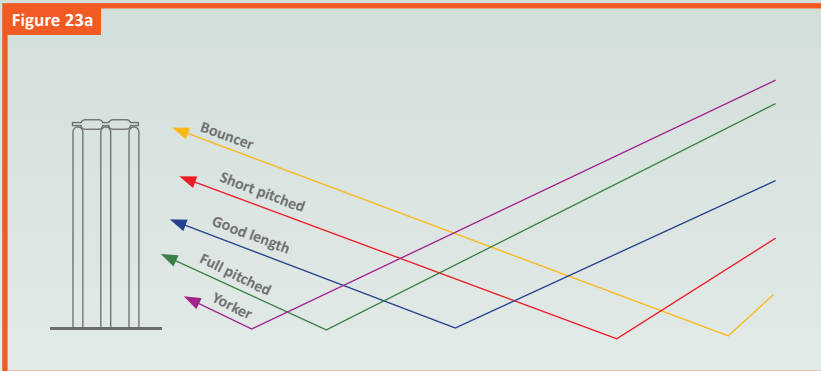 Figure 23a
Bouncer
Short pitched
Good length
Full pitched
Yorker